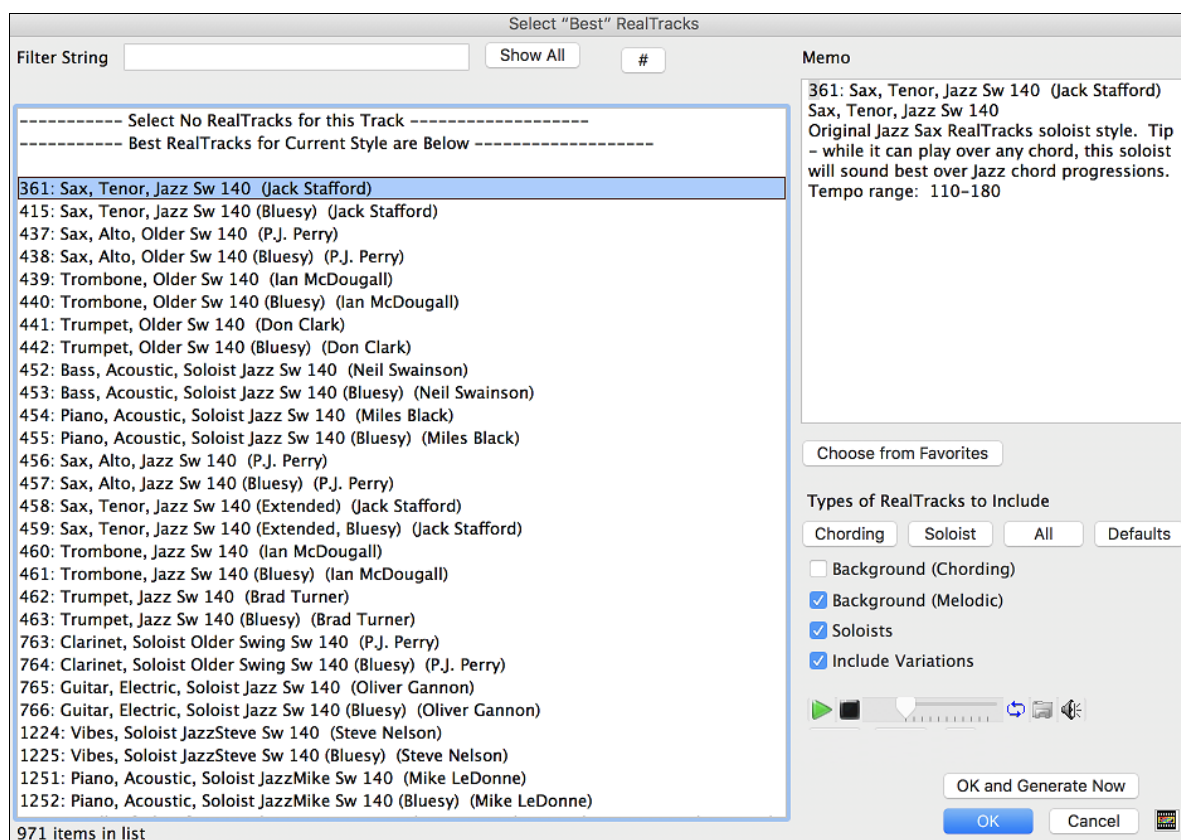 Select “Best” RealTracks
Filter String
Show All
#
----------- Select No RealTracks for this Track -------------------
----------- Best RealTracks for Current Style are Below -------------------
361: Sax, Tenor, Jazz Sw 140  (Jack Stafford)
415: Sax, Tenor, Jazz Sw 140 (Bluesy)  (Jack Stafford)
437: Sax, Alto, Older Sw 140  (P.J. Perry)
438: Sax, Alto, Older Sw 140 (Bluesy)  (P.J. Perry)
439: Trombone, Older Sw 140  (Ian McDougall)
440: Trombone, Older Sw 140 (Bluesy)  (Ian McDougall)
441: Trumpet, Older Sw 140  (Don Clark)
442: Trumpet, Older Sw 140 (Bluesy)  (Don Clark)
452: Bass, Acoustic, Soloist Jazz Sw 140  (Neil Swainson)
453: Bass, Acoustic, Soloist Jazz Sw 140 (Bluesy)  (Neil Swainson)
454: Piano, Acoustic, Soloist Jazz Sw 140  (Miles Black)
455: Piano, Acoustic, Soloist Jazz Sw 140 (Bluesy)  (Miles Black)
456: Sax, Alto, Jazz Sw 140  (P.J. Perry)
457: Sax, Alto, Jazz Sw 140 (Bluesy)  (P.J. Perry)
458: Sax, Tenor, Jazz Sw 140 (Extended)  (Jack Stafford)
459: Sax, Tenor, Jazz Sw 140 (Extended, Bluesy)  (Jack Stafford)
460: Trombone, Jazz Sw 140  (Ian McDougall)
461: Trombone, Jazz Sw 140 (Bluesy)  (Ian McDougall)
462: Trumpet, Jazz Sw 140  (Brad Turner)
463: Trumpet, Jazz Sw 140 (Bluesy)  (Brad Turner)
763: Clarinet, Soloist Older Swing Sw 140  (P.J. Perry)
764: Clarinet, Soloist Older Swing Sw 140 (Bluesy)  (P.J. Perry)
765: Guitar, Electric, Soloist Jazz Sw 140  (Oliver Gannon)
766: Guitar, Electric, Soloist Jazz Sw 140 (Bluesy)  (Oliver Gannon)
1224: Vibes, Soloist JazzSteve Sw 140  (Steve Nelson)
1225: Vibes, Soloist JazzSteve Sw 140 (Bluesy)  (Steve Nelson)
1251: Piano, Acoustic, Soloist JazzMike Sw 140  (Mike LeDonne)
1252: Piano, Acoustic, Soloist JazzMike Sw 140 (Bluesy)  (Mike LeDonne)
971 items in list
Memo
361: Sax, Tenor, Jazz Sw 140  (Jack Stafford)
Sax, Tenor, Jazz Sw 140
Original Jazz Sax RealTracks soloist style.  Tip
– while it can play over any chord, this soloist
will sound best over Jazz chord progressions.
Tempo range:  110–180
Choose from Favorites
Types of RealTracks to Include
Chording
Soloist
All
Defaults
Background (Chording)
Background (Melodic)
Soloists
Include Variations
OK and Generate Now
OK
Cancel